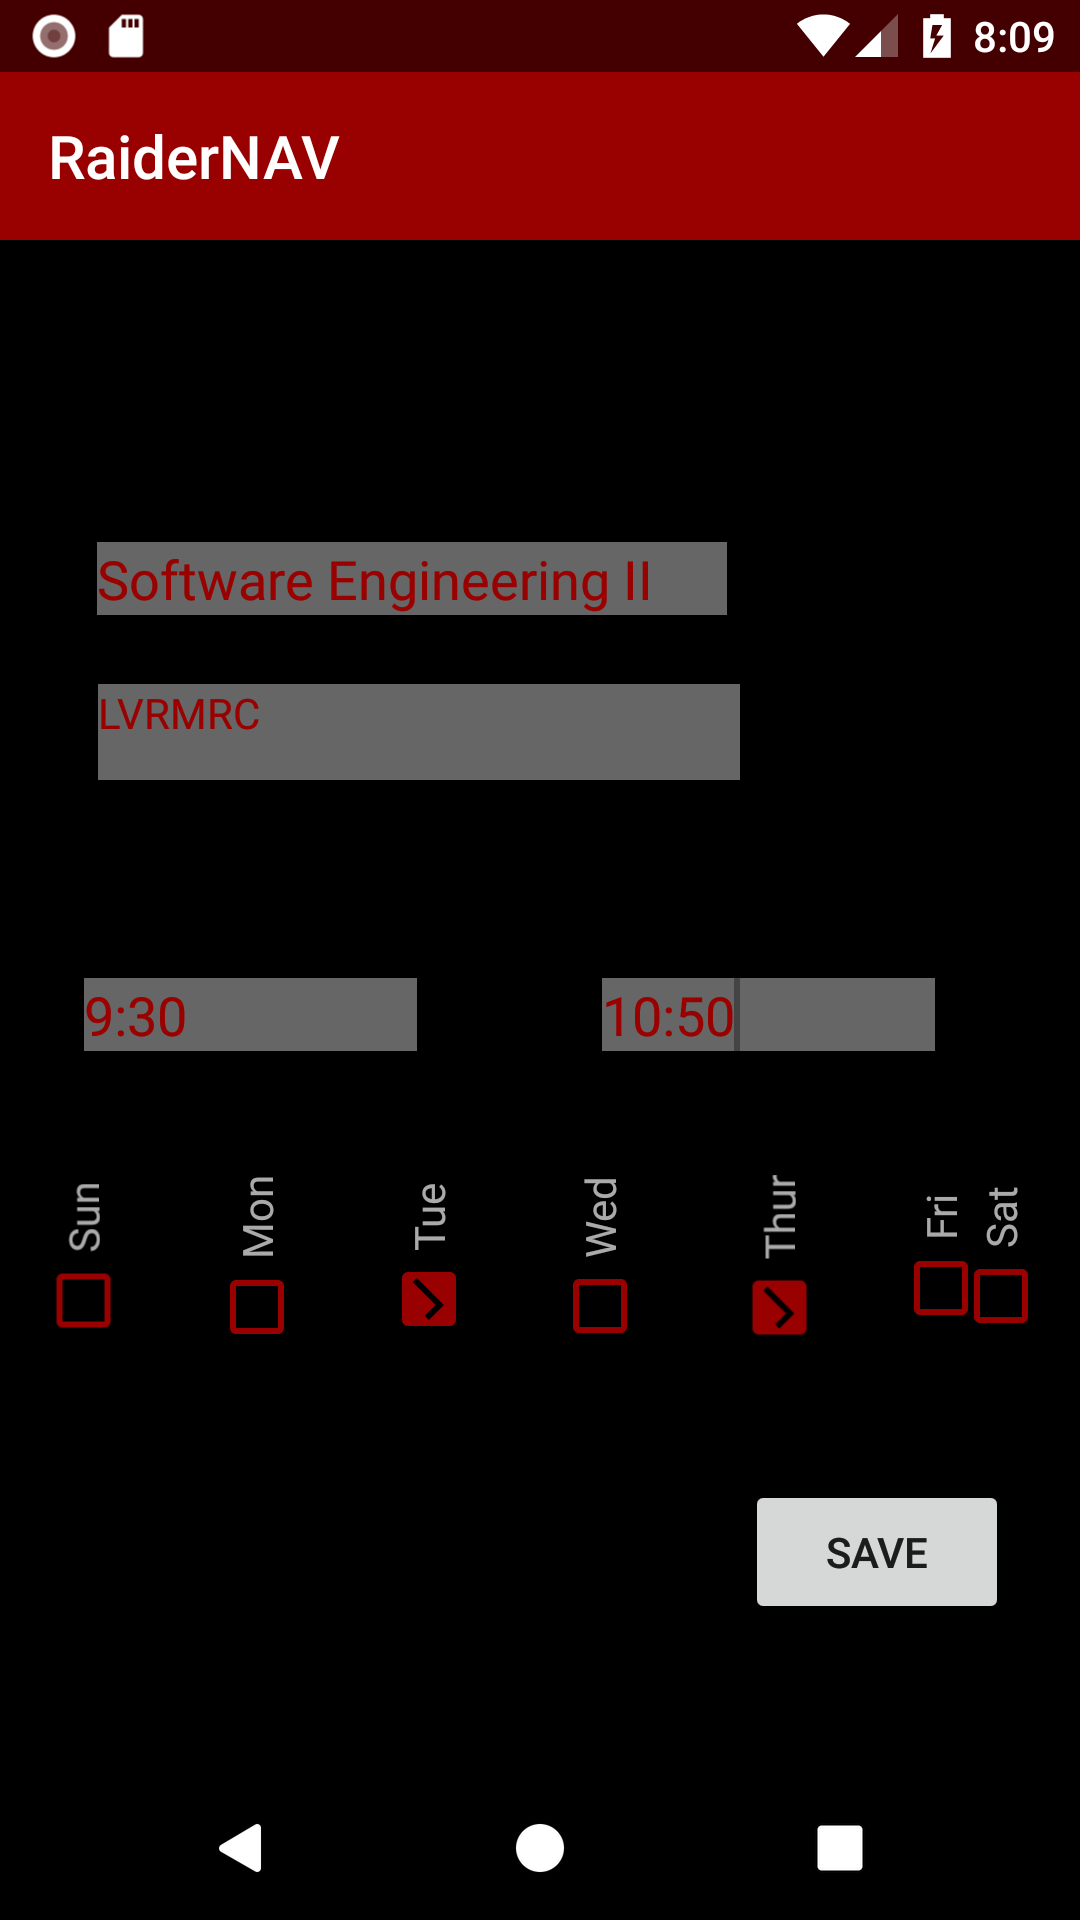 8:09
RaiderNAV
Software Engineering II
LVRMRC
9:30 10:50
Sun Mon Tue Wed Thur Fri Sat
SAVE